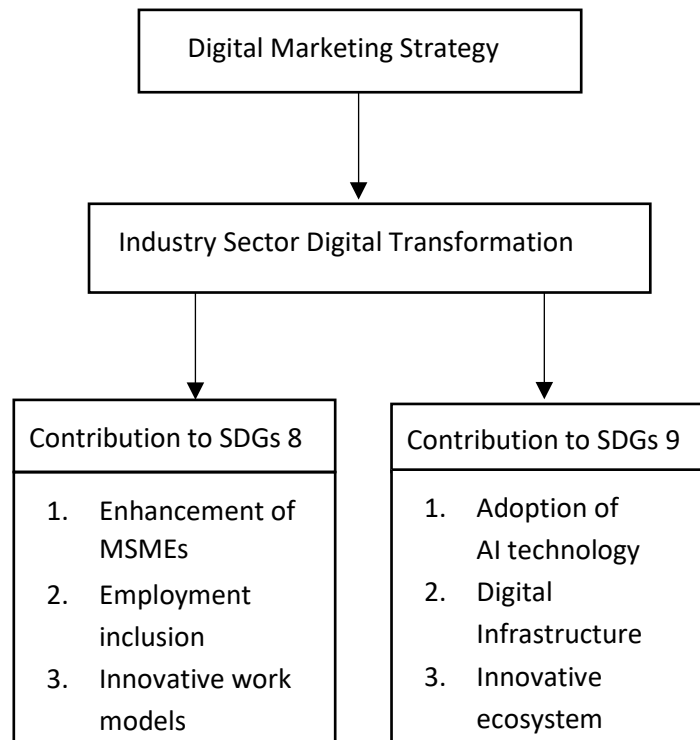 Digital Marketing Strategy
Industry Sector Digital Transformation
Contribution to SDGs 8
1. Enhancement of
MSMEs
2. Employment
inclusion
3. Innovative work
models
Contribution to SDGs 9
1. Adoption of
AI technology
2. Digital
Infrastructure
3. Innovative
ecosystem